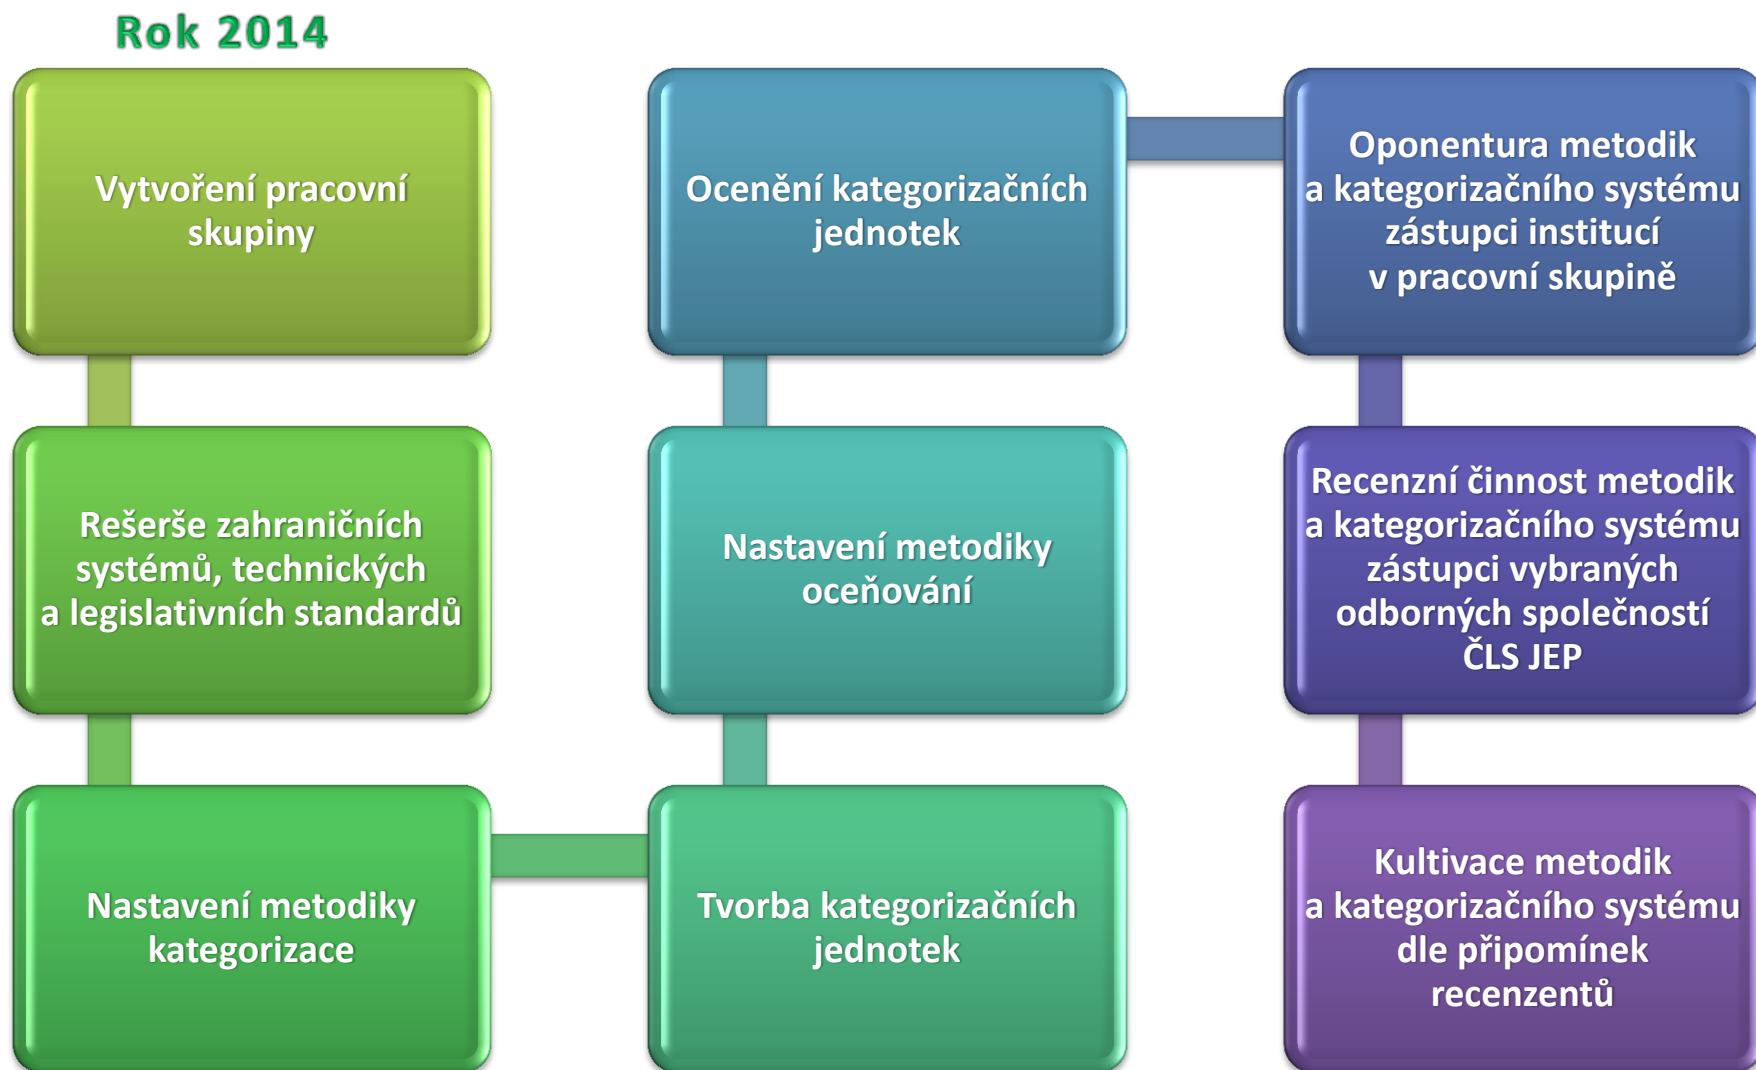 Rok 2014
Vytvoření pracovní
skupiny
Rešerše zahraničních
systémů, technických
a legislativních standardů
Nastavení metodiky
kategorizace
Tvorba kategorizačních
jednotek
Nastavení metodiky
oceňování
Ocenění kategorizačních
jednotek
Oponentura metodik
a kategorizačního systému
zástupci institucí
v pracovní skupině
Recenzní činnost metodik
a kategorizačního systému
zástupci vybraných
odborných společností
ČLS JEP
Kultivace metodik
a kategorizačního systému
dle připomínek
recenzentů